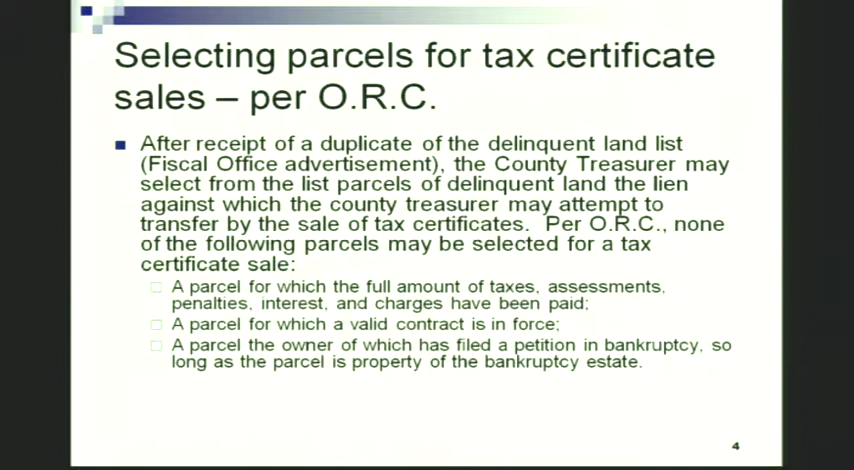 Selecting parcels for tax certificate
sales – per O.R.C.
After receipt of a duplicate of the delinquent land list
(Fiscal Office advertisement), the County Treasurer may
select from the list parcels of delinquent land the lien
against which the county treasurer may attempt to
transfer by the sale of tax certificates. Per O.R.C., none
of the following parcels may be selected for a tax
certificate sale:
A parcel for which the full amount of taxes, assessments,
penalties, interest, and charges have been paid;
A parcel for which a valid contract is in force;
A parcel the owner of which has filed a petition in bankruptcy, so
long as the parcel is property of the bankruptcy estate.
4